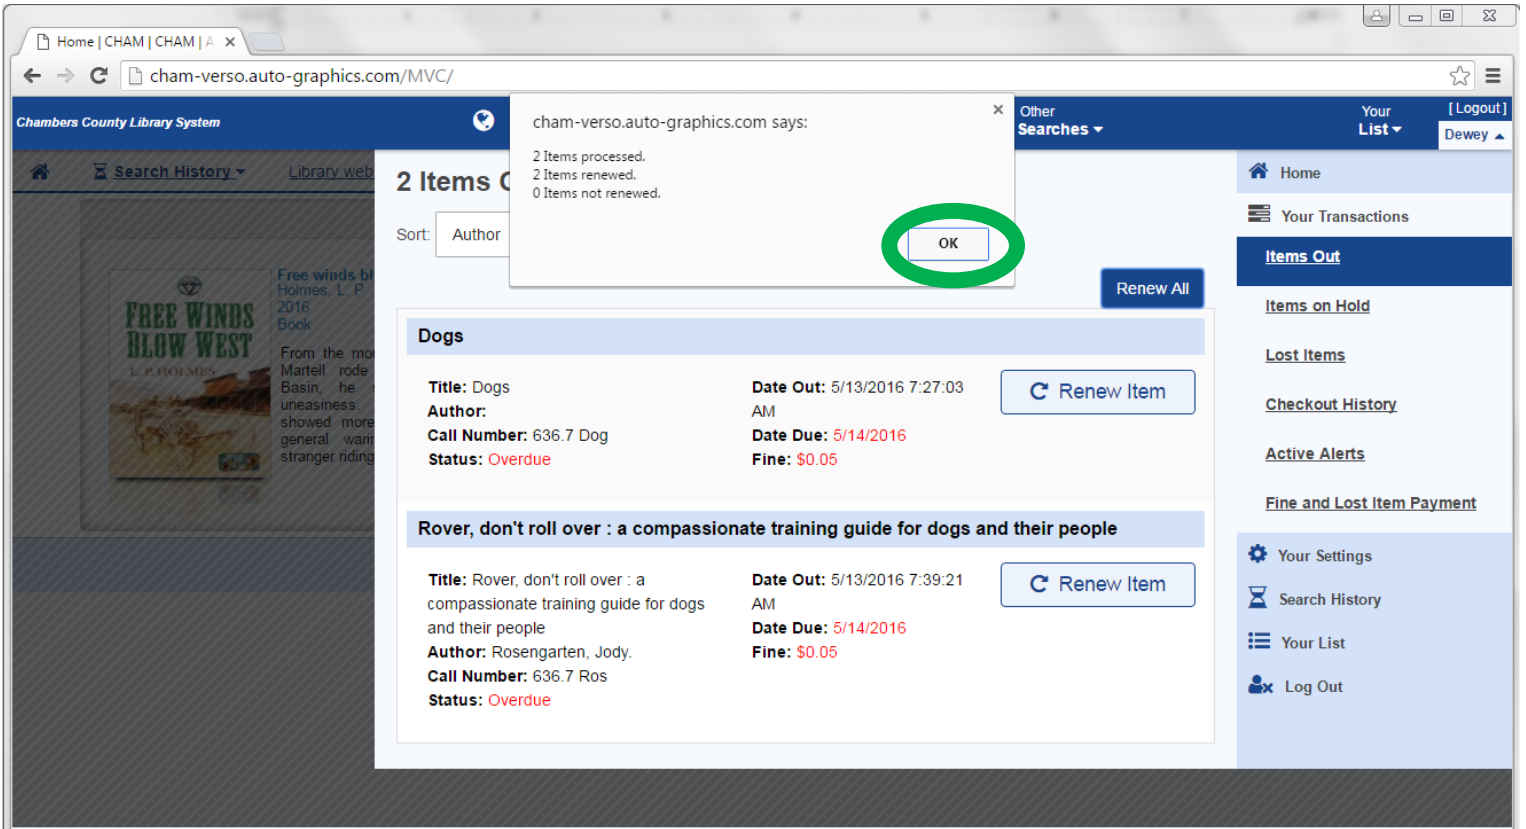 Home | CHAM | CHAM | A
cham-verso.auto-graphics.com/MVC/
Chambers County Library System
Other
Searches
Your
List
[Logout]
Dewey
Search History
Library web
cham-verso.auto-graphics.com says:
2 Items processed.
2 Items renewed.
0 Items not renewed.
OK
2 Items
Sort: Author
Renew All
Free winds bl
Holmes, L. P
2016
Book
From the mo
Martell rode
Basin, he
uneasiness.
showed more
general warin
stranger riding
FREE WINDS
BLOW WEST
L. P. HOLMES
Dogs
Title: Dogs
Author:
Call Number: 636.7 Dog
Status: Overdue
Date Out: 5/13/2016 7:27:03
AM
Date Due: 5/14/2016
Fine: $0.05
Renew Item
Rover, don't roll over : a compassionate training guide for dogs and their people
Title: Rover, don't roll over : a
compassionate training guide for dogs
and their people
Author: Rosengarten, Jody.
Call Number: 636.7 Ros
Status: Overdue
Date Out: 5/13/2016 7:39:21
AM
Date Due: 5/14/2016
Fine: $0.05
Renew Item
Home
Your Transactions
Items Out
Items on Hold
Lost Items
Checkout History
Active Alerts
Fine and Lost Item Payment
Your Settings
Search History
Your List
Log Out